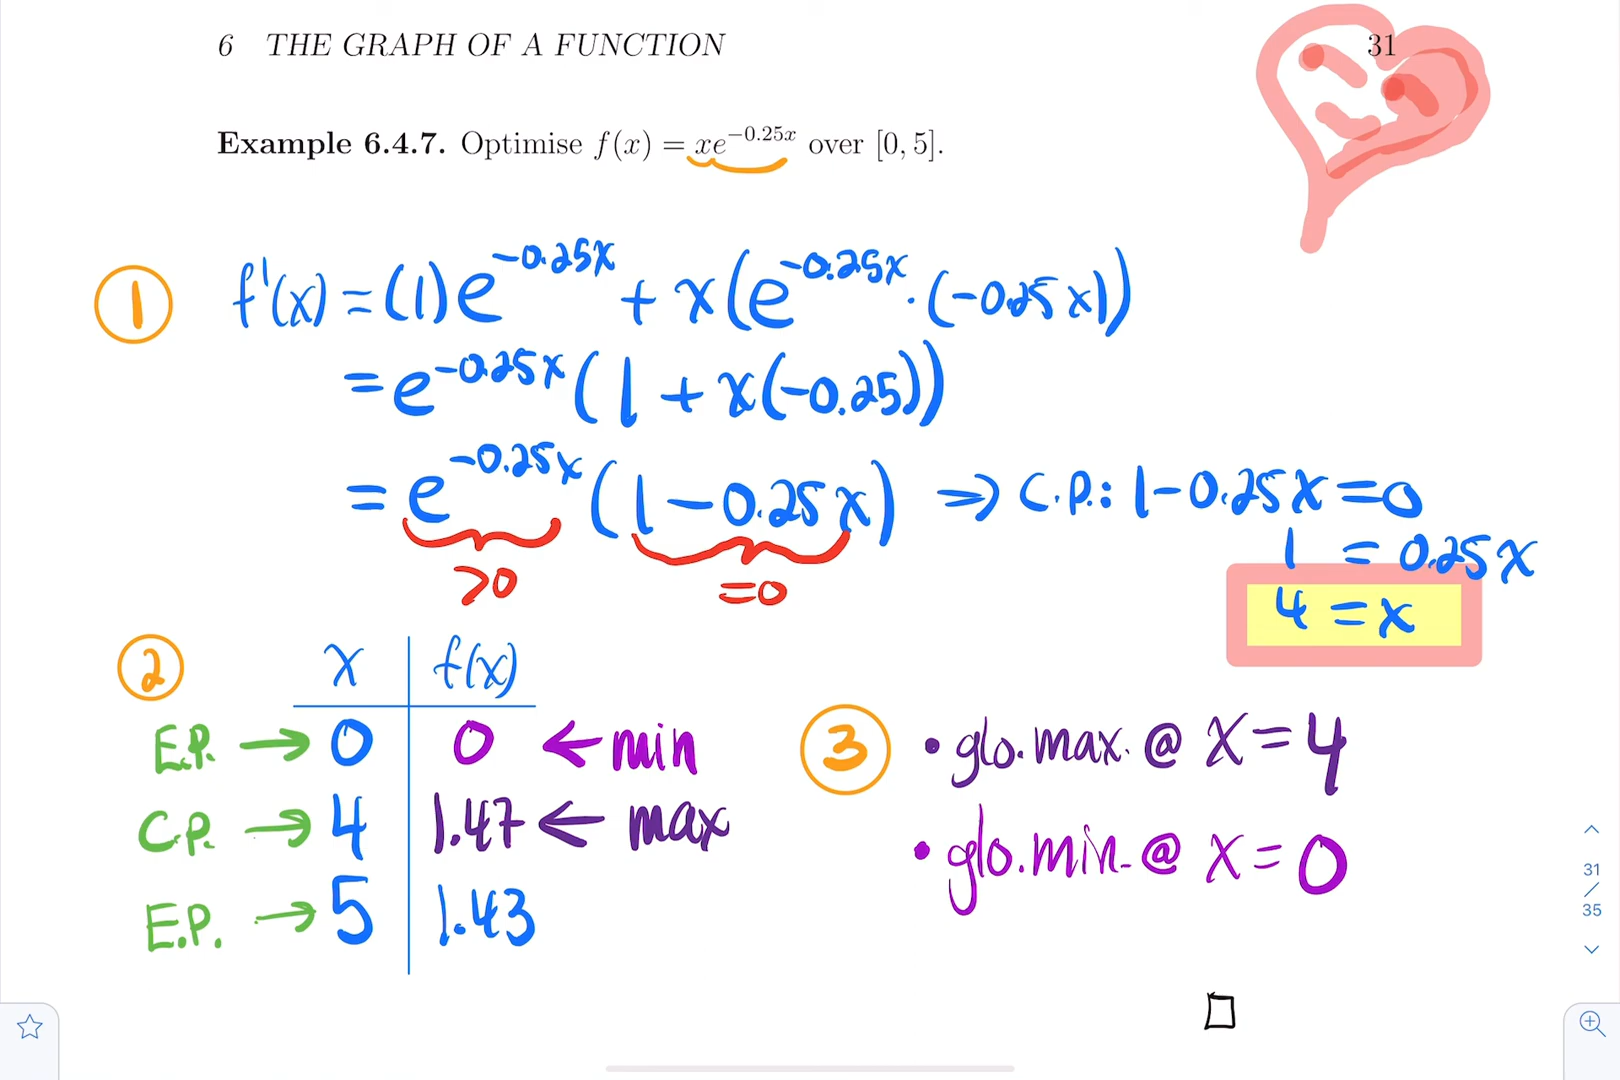 6 THE GRAPH OF A FUNCTION 31
Example 6.4.7. Optimise f(x) = xe^{-0.25x} over [0, 5].
① f'(x) = (1)e^{-0.25x} + x(e^{-0.25x} · (-0.25x))
= e^{-0.25x}(1 + x(-0.25))
= e^{-0.25x}(1 - 0.25x) ⇒ C.P.: 1 - 0.25x = 0
>0 =0
1 = 0.25x
4 = x
② x f(x)
E.P. → 0 0 ← min
C.P. → 4 1.47 ← max
E.P. → 5 1.43
③ • glo. max. @ x = 4
• glo. min. @ x = 0
31
/
35